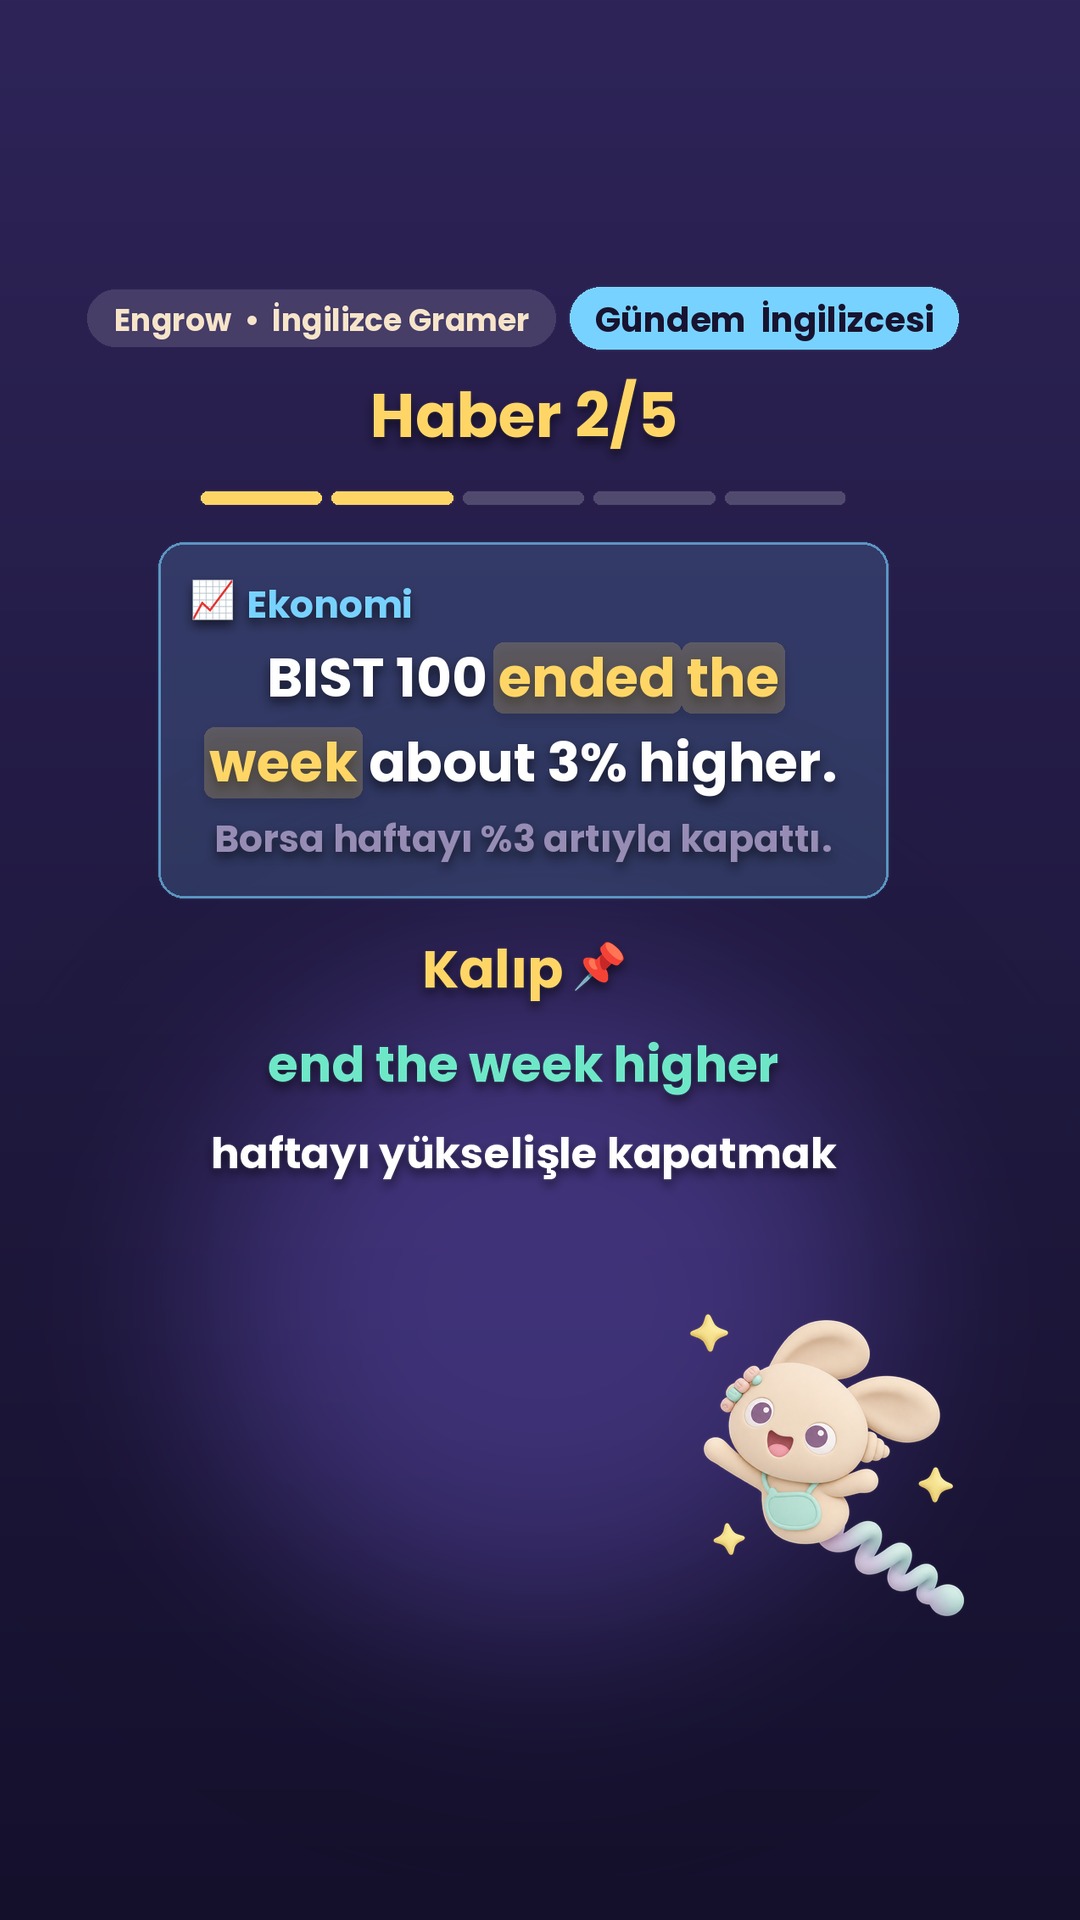 Engrow • İngilizce Gramer
Gündem İngilizcesi
Haber 2/5
Ekonomi
BIST 100 ended the
week about 3% higher.
Borsa haftayı %3 artıyla kapattı.
Kalıp
end the week higher
haftayı yükselişle kapatmak